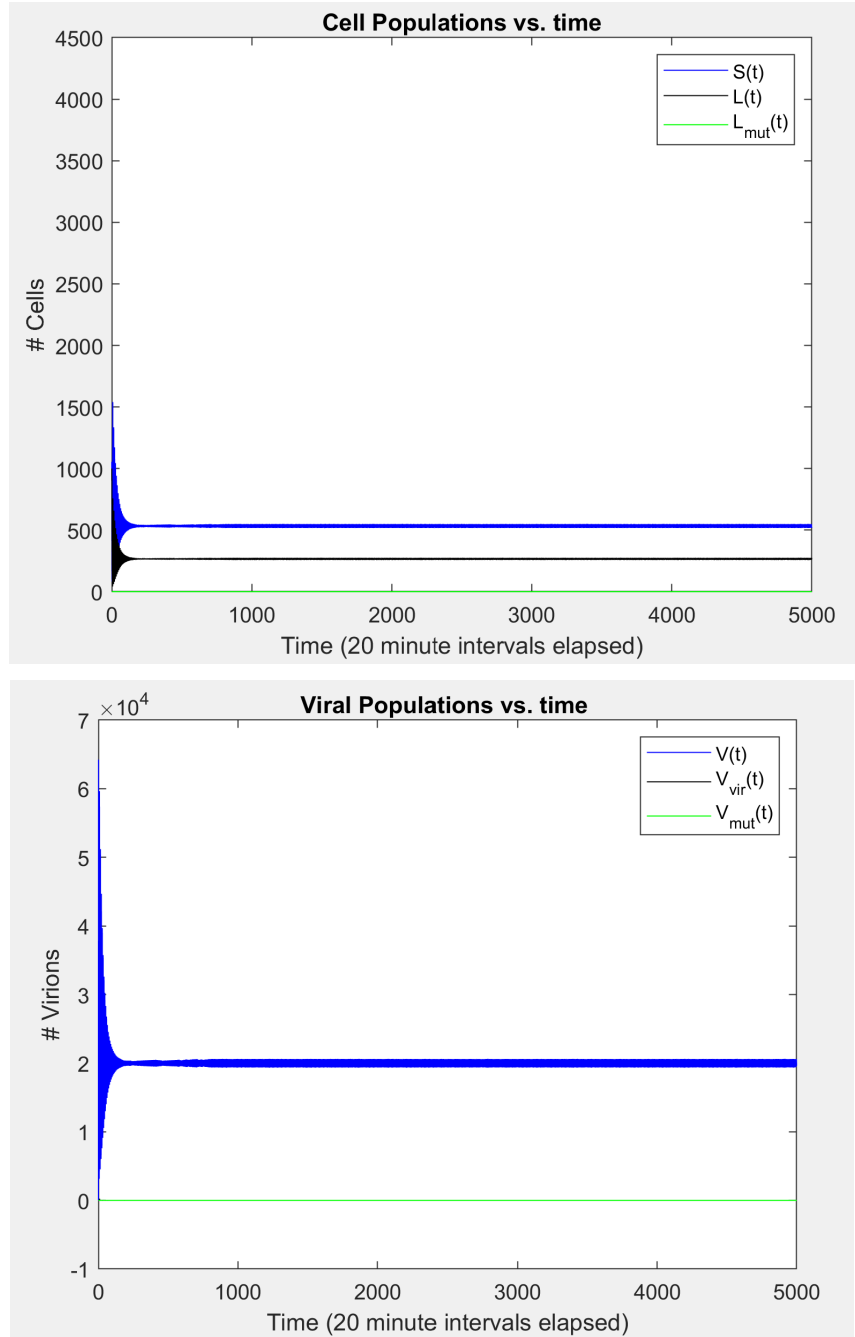 Cell Populations vs. time
4500
4000
3500
3000
2500
2000
1500
1000
500
0
# Cells
S(t)
L(t)
L_mut(t)
0 1000 2000 3000 4000 5000
Time (20 minute intervals elapsed)
Viral Populations vs. time
×10^4
7
6
5
4
3
2
1
0
-1
# Virions
V(t)
V_vir(t)
V_mut(t)
0 1000 2000 3000 4000 5000
Time (20 minute intervals elapsed)